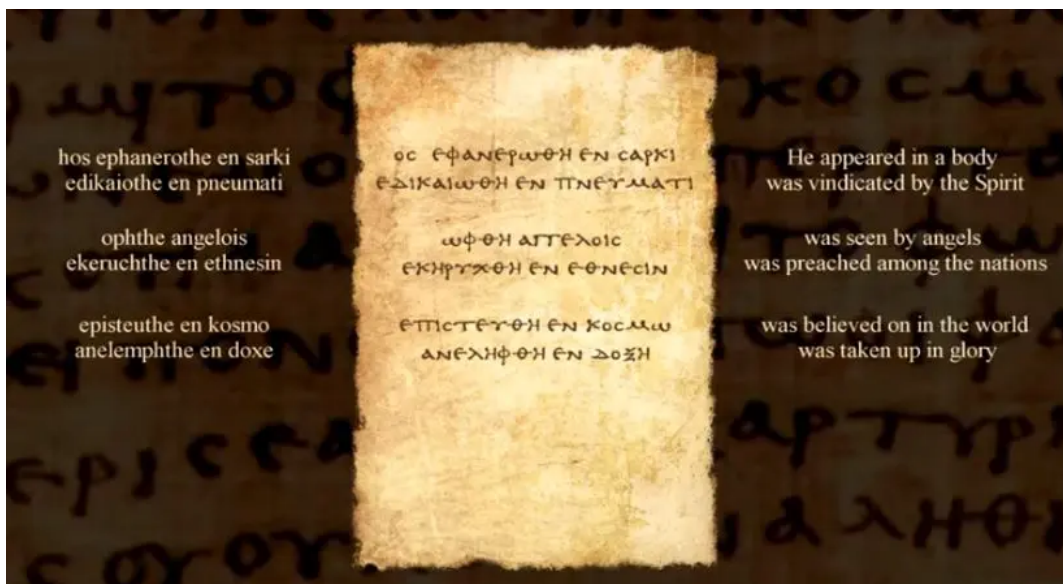 hos ephanerothe en sarki
edikaiothe en pneumati
ophthe angelois
ekeruchthe en ethnesin
episteuthe en kosmo
anelemphthe en doxe
ος εφανερωθη εν σαρκι
εδικαιωθη εν πνευματι
ωφθη αγγελοις
εκηρυχθη εν εθνεσιν
επιστευθη εν κοσμω
ανεληφθη εν δοξη
He appeared in a body
was vindicated by the Spirit
was seen by angels
was preached among the nations
was believed on in the world
was taken up in glory